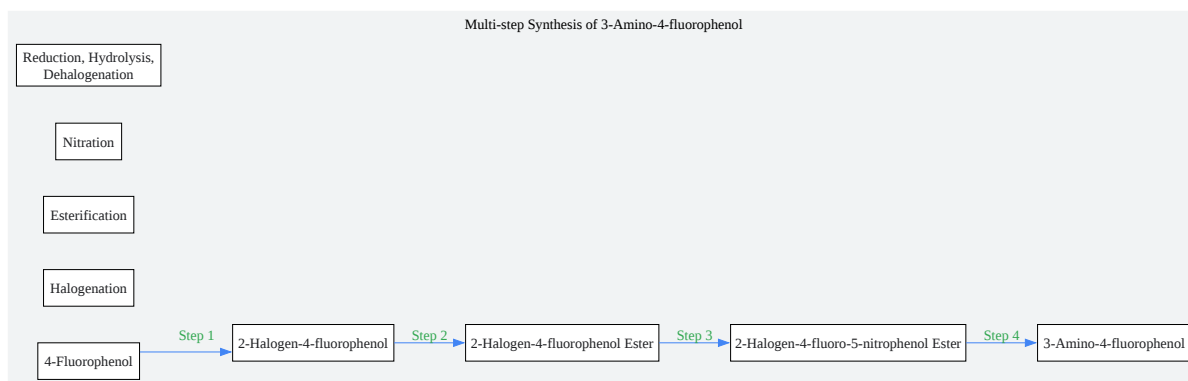 Multi-step Synthesis of 3-Amino-4-fluorophenol
Reduction, Hydrolysis,
Dehalogenation
Nitration
Esterification
Halogenation
4-Fluorophenol
Step 1
2-Halogen-4-fluorophenol
Step 2
2-Halogen-4-fluorophenol Ester
Step 3
2-Halogen-4-fluoro-5-nitrophenol Ester
Step 4
3-Amino-4-fluorophenol